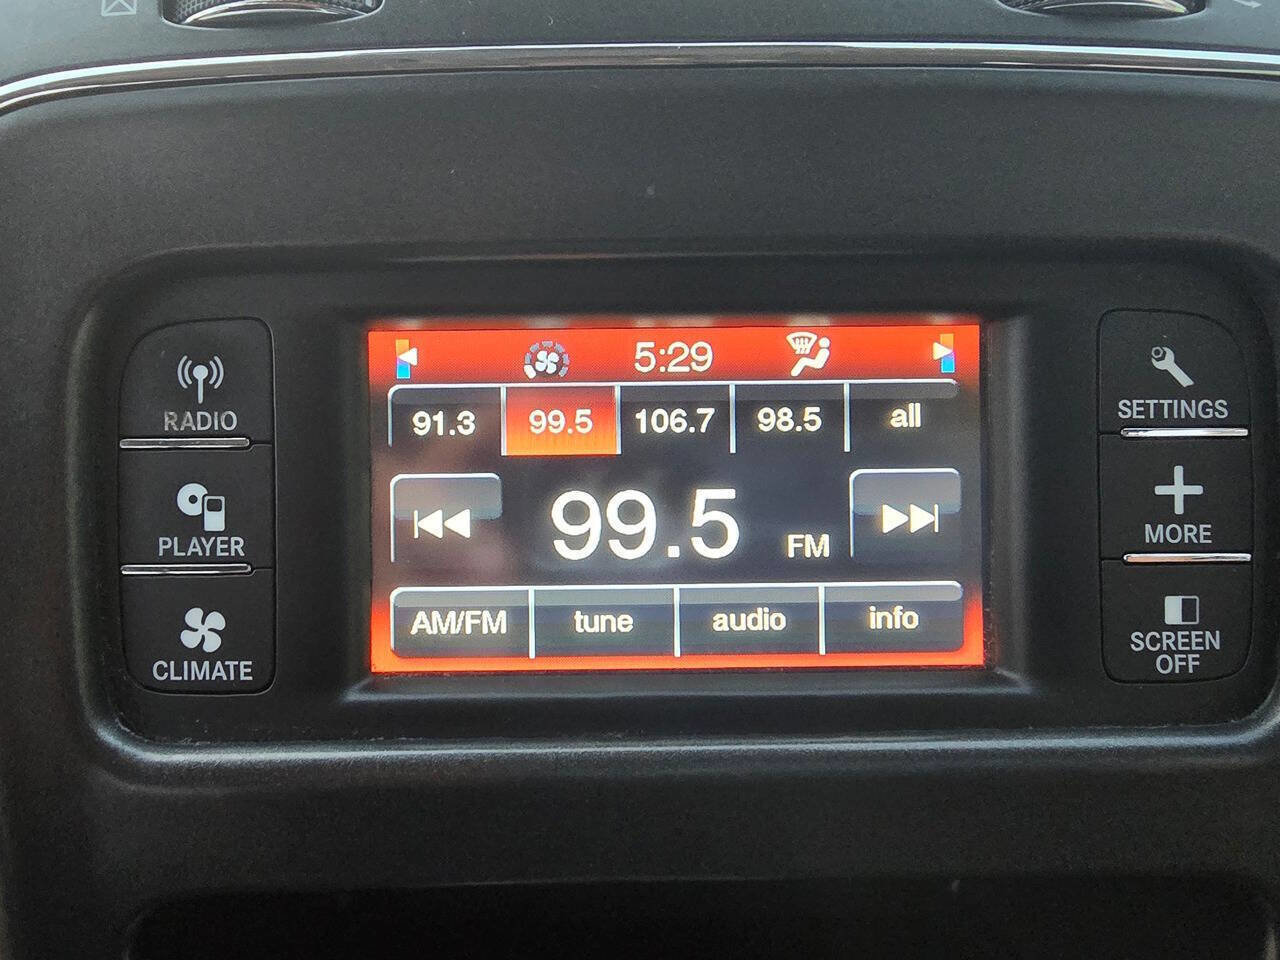 5:29
91.3 99.5 106.7 98.5 all
99.5 FM
AM/FM tune audio info
RADIO
PLAYER
CLIMATE
SETTINGS
MORE
SCREEN
OFF